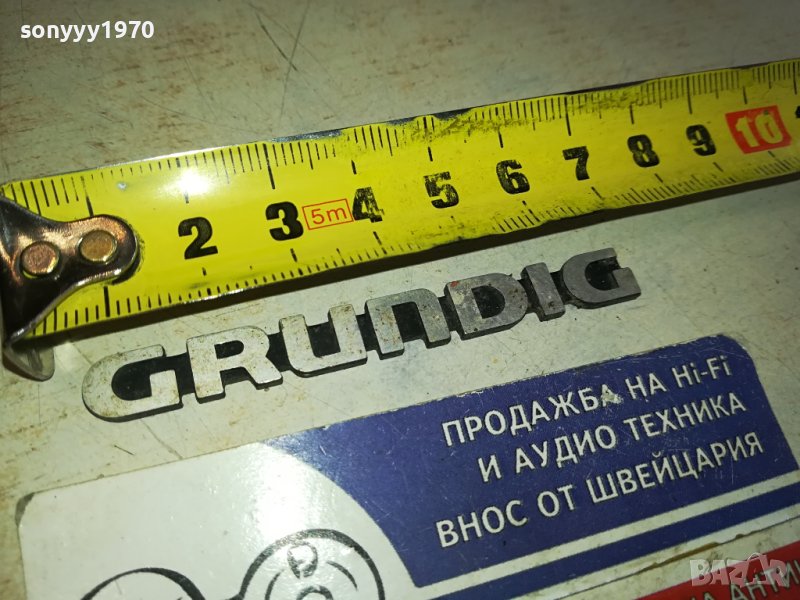 sonyyy1970
2 3 5m 4 5 6 7 8 9 10
GRUNDIG
ПРОДАЖБА НА Hi-Fi
И АУДИО ТЕХНИКА
ВНОС ОТ ШВЕЙЦАРИЯ
BAZAR